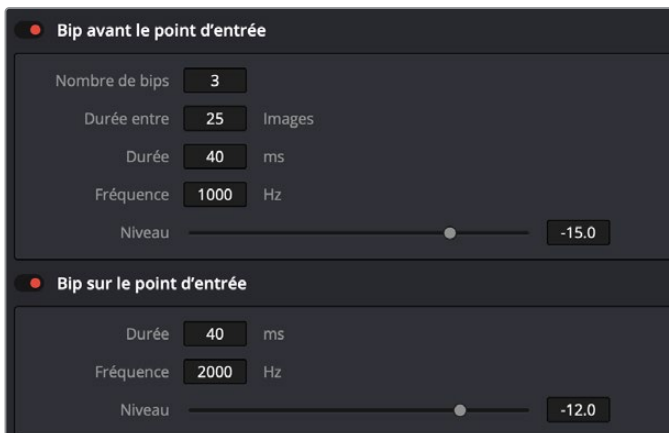 Bip avant le point d’entrée
Nombre de bips 3
Durée entre 25 Images
Durée 40 ms
Fréquence 1000 Hz
Niveau -15.0
Bip sur le point d’entrée
Durée 40 ms
Fréquence 2000 Hz
Niveau -12.0